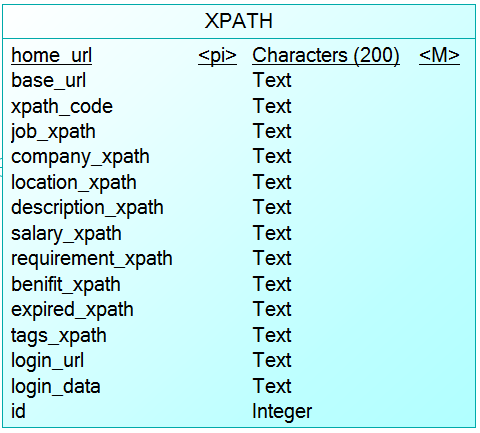 XPATH
home_url <pi> Characters (200) <M>
base_url Text
xpath_code Text
job_xpath Text
company_xpath Text
location_xpath Text
description_xpath Text
salary_xpath Text
requirement_xpath Text
benifit_xpath Text
expired_xpath Text
tags_xpath Text
login_url Text
login_data Text
id Integer